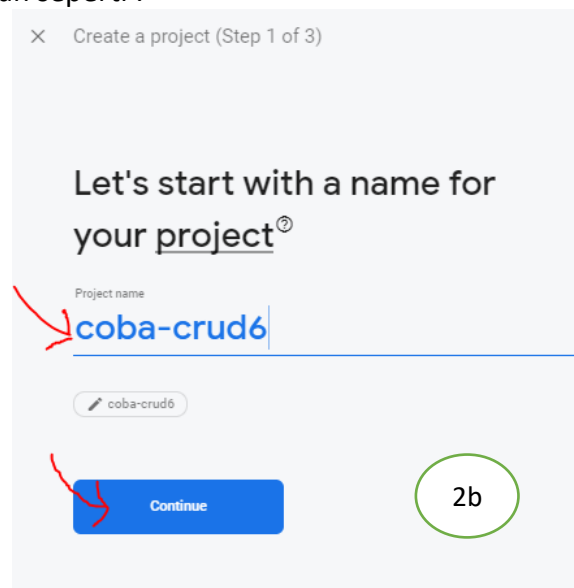 × Create a project (Step 1 of 3)
Let's start with a name for
your project
Project name
coba-crud6
coba-crud6
Continue
2b